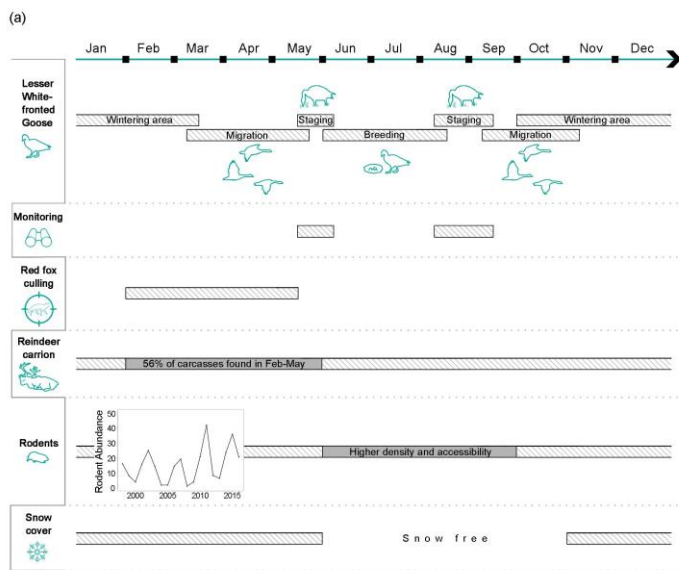 (a)
Jan Feb Mar Apr May Jun Jul Aug Sep Oct Nov Dec
Lesser
White-
fronted
Goose
Wintering area
Staging
Staging
Wintering area
Migration
Breeding
Migration
Monitoring
Red fox
culling
Reindeer
carrion
56% of carcasses found in Feb-May
Rodents
Rodent Abundance
50
40
30
20
10
0
2000 2005 2010 2015
Higher density and accessibility
Snow
cover
Snow free